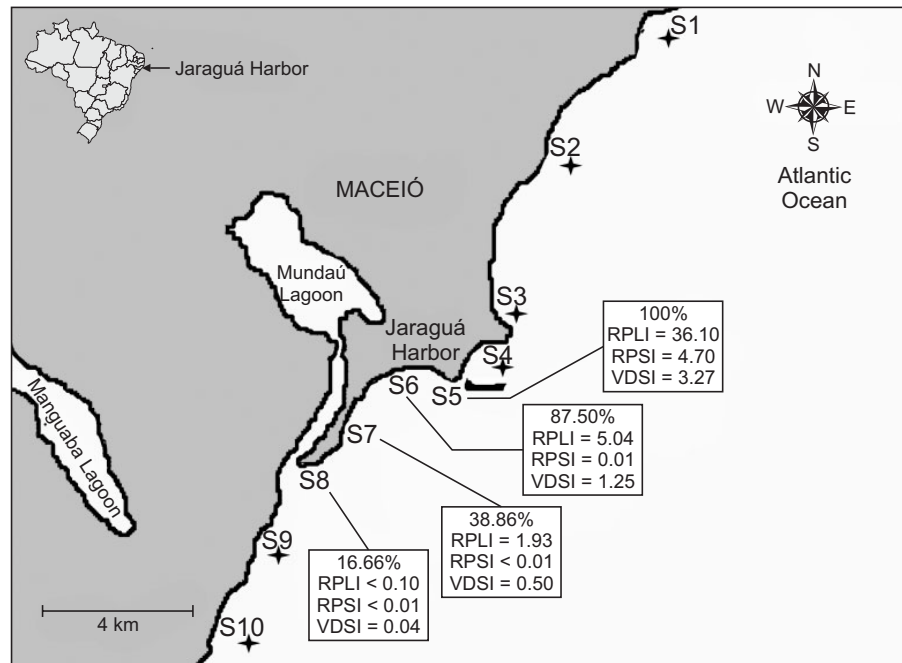 Jaraguá Harbor
S1
N
W
E
S
S2
Atlantic
Ocean
MACEIÓ
Mundaú
Lagoon
S3
Jaraguá
Harbor
S4
100%
RPLI = 36.10
RPSI = 4.70
VDSI = 3.27
S6
S5
87.50%
RPLI = 5.04
RPSI = 0.01
VDSI = 1.25
Manguaba Lagoon
S7
S8
38.86%
RPLI = 1.93
RPSI < 0.01
VDSI = 0.50
S9
16.66%
RPLI < 0.10
RPSI < 0.01
VDSI = 0.04
4 km
S10